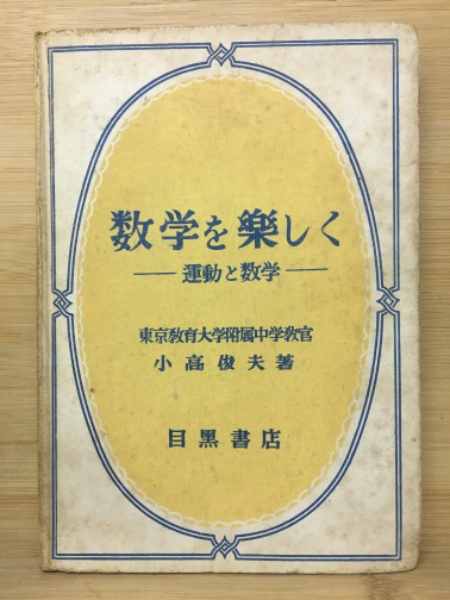 数学を楽しく
―運動と数学―
東京教育大学附属中学教官
小高俊夫著
目黒書店